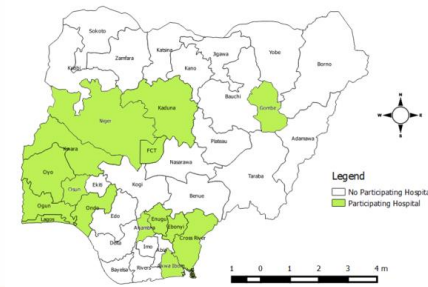 Sokoto
Katsina
Jigawa
Yobo
Borno
Zamfara
Kano
Kebbi
Kaduna
Bauchi
Gombe
Adamawa
Niger
FCT
Plateau
Nasarawa
Kwara
Taraba
Oyo
Osun
Ekiti
Kogi
Benue
Ogun
Ondo
Lagos
Edo
Enugu
Anambra
Ebonyi
Cross River
Delta
Imo
Abia
Bayelsa
Rivers
Akwa Ibom
N
W
S
Legend
No Participating Hospita
Participating Hospital
1 0 1 2 3 4 m